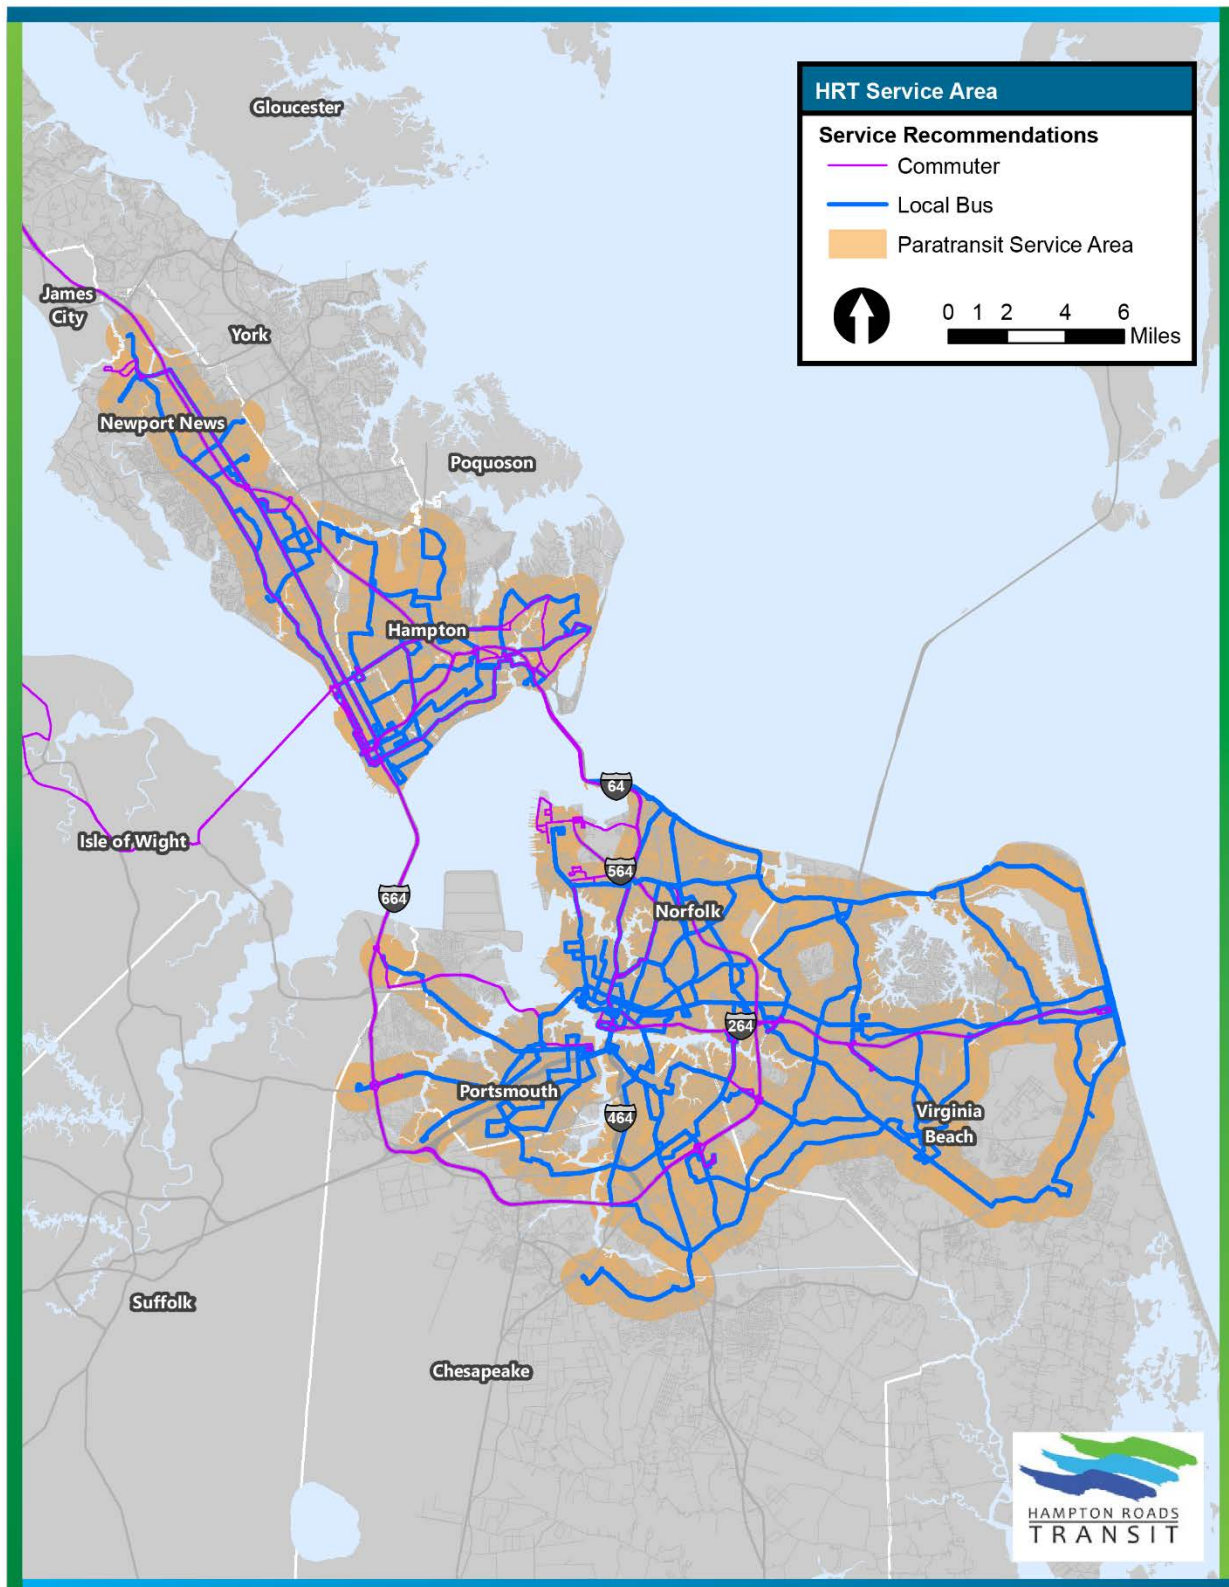 HRT Service Area
Service Recommendations
Commuter
Local Bus
Paratransit Service Area
0 1 2 4 6
Miles
Gloucester
James
City
York
Newport News
Poquoson
Hampton
64
Isle of Wight
564
664
Norfolk
264
Portsmouth
464
Virginia
Beach
Suffolk
Chesapeake
HAMPTON ROADS
TRANSIT